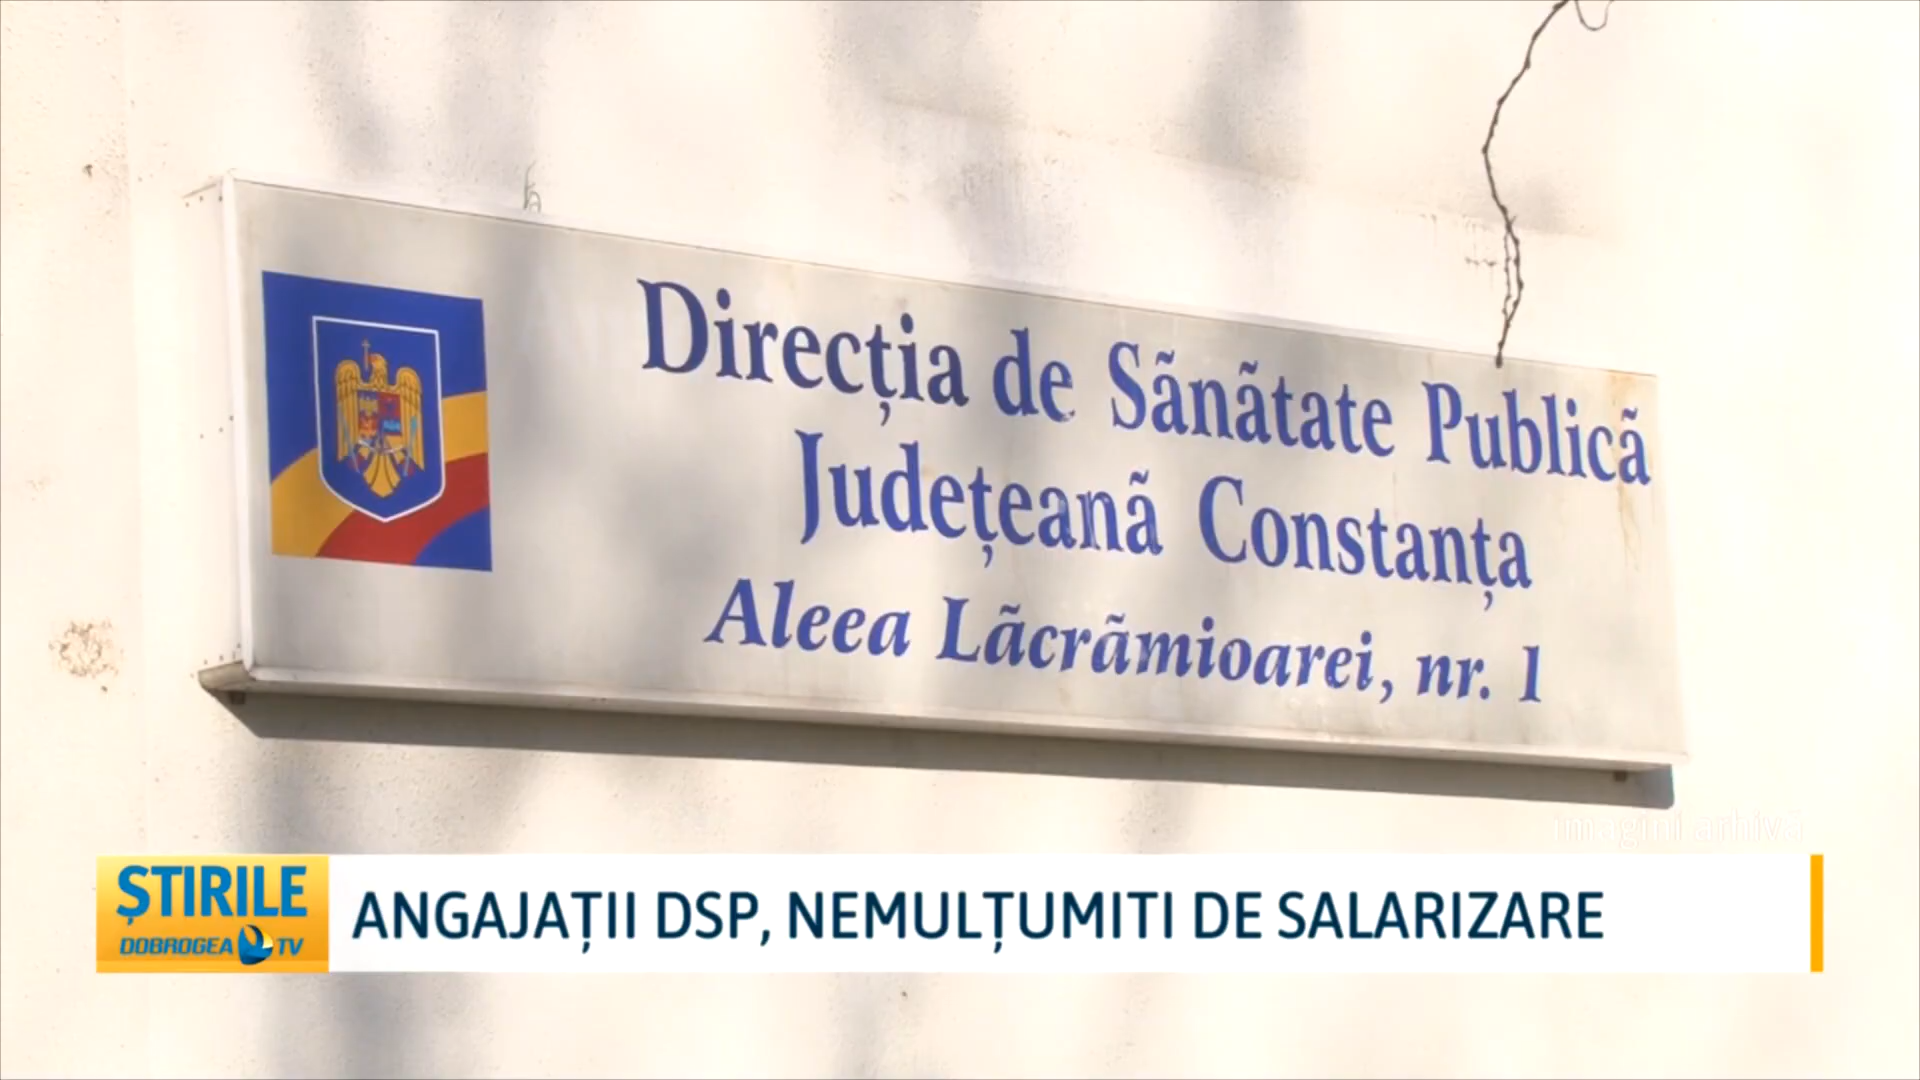 Direcția de Sãnãtate Publicã
Județeanã Constanța
Aleea Lãcrãmioarei, nr. 1
imagini arhivă
ȘTIRILE
DOBROGEA TV
ANGAJAȚII DSP, NEMULȚUMITI DE SALARIZARE